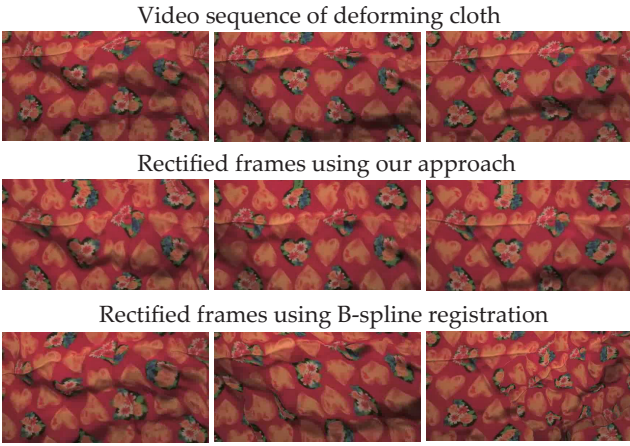 Video sequence of deforming cloth
Rectified frames using our approach
Rectified frames using B-spline registration